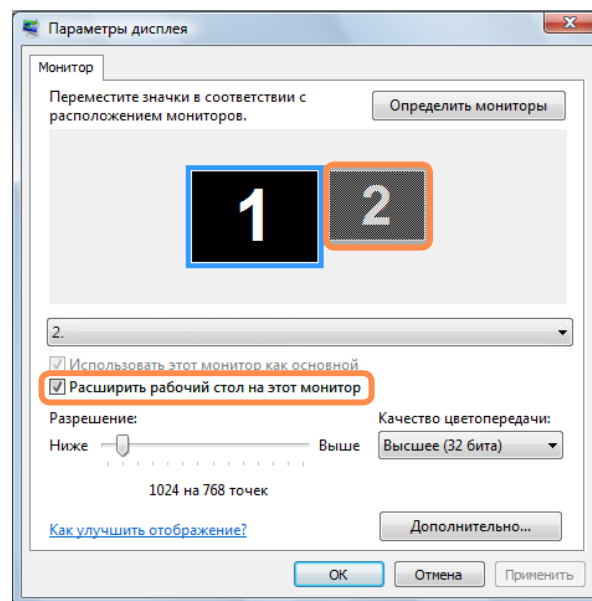 Параметры дисплея
Монитор
Переместите значки в соответствии с
расположением мониторов.
Определить мониторы
1
2
2.
Использовать этот монитор как основной
Расширить рабочий стол на этот монитор
Разрешение:
Качество цветопередачи:
Ниже
Выше
Высшее (32 бита)
1024 на 768 точек
Как улучшить отображение?
Дополнительно...
ОК
Отмена
Применить